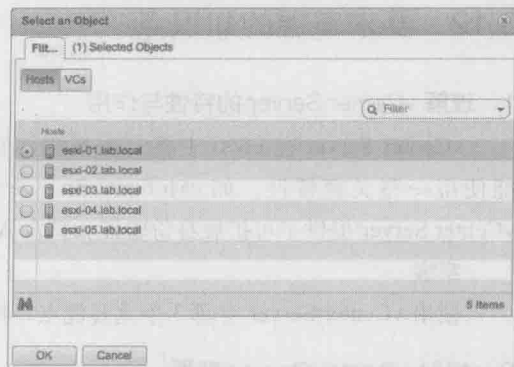 Select an Object
Filt... (1) Selected Objects
Hosts VCs
Filter
Hosts
esxi-01.lab.local
esxi-02.lab.local
esxi-03.lab.local
esxi-04.lab.local
esxi-05.lab.local
5 items
OK Cancel